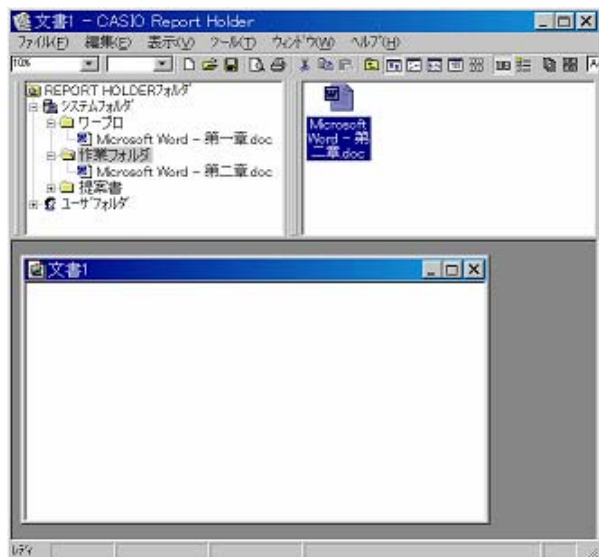 文書1 - CASIO Report Holder
ファイル(F) 編集(E) 表示(V) ツール(T) ウィンドウ(W) ヘルプ(H)
10%
REPORT HOLDERフォルダ
システムフォルダ
ワープロ
Microsoft Word - 第一章.doc
作業フォルダ
Microsoft Word - 第二章.doc
提案書
ユーザフォルダ
Microsoft
Word - 第
二章.doc
文書1
レディ